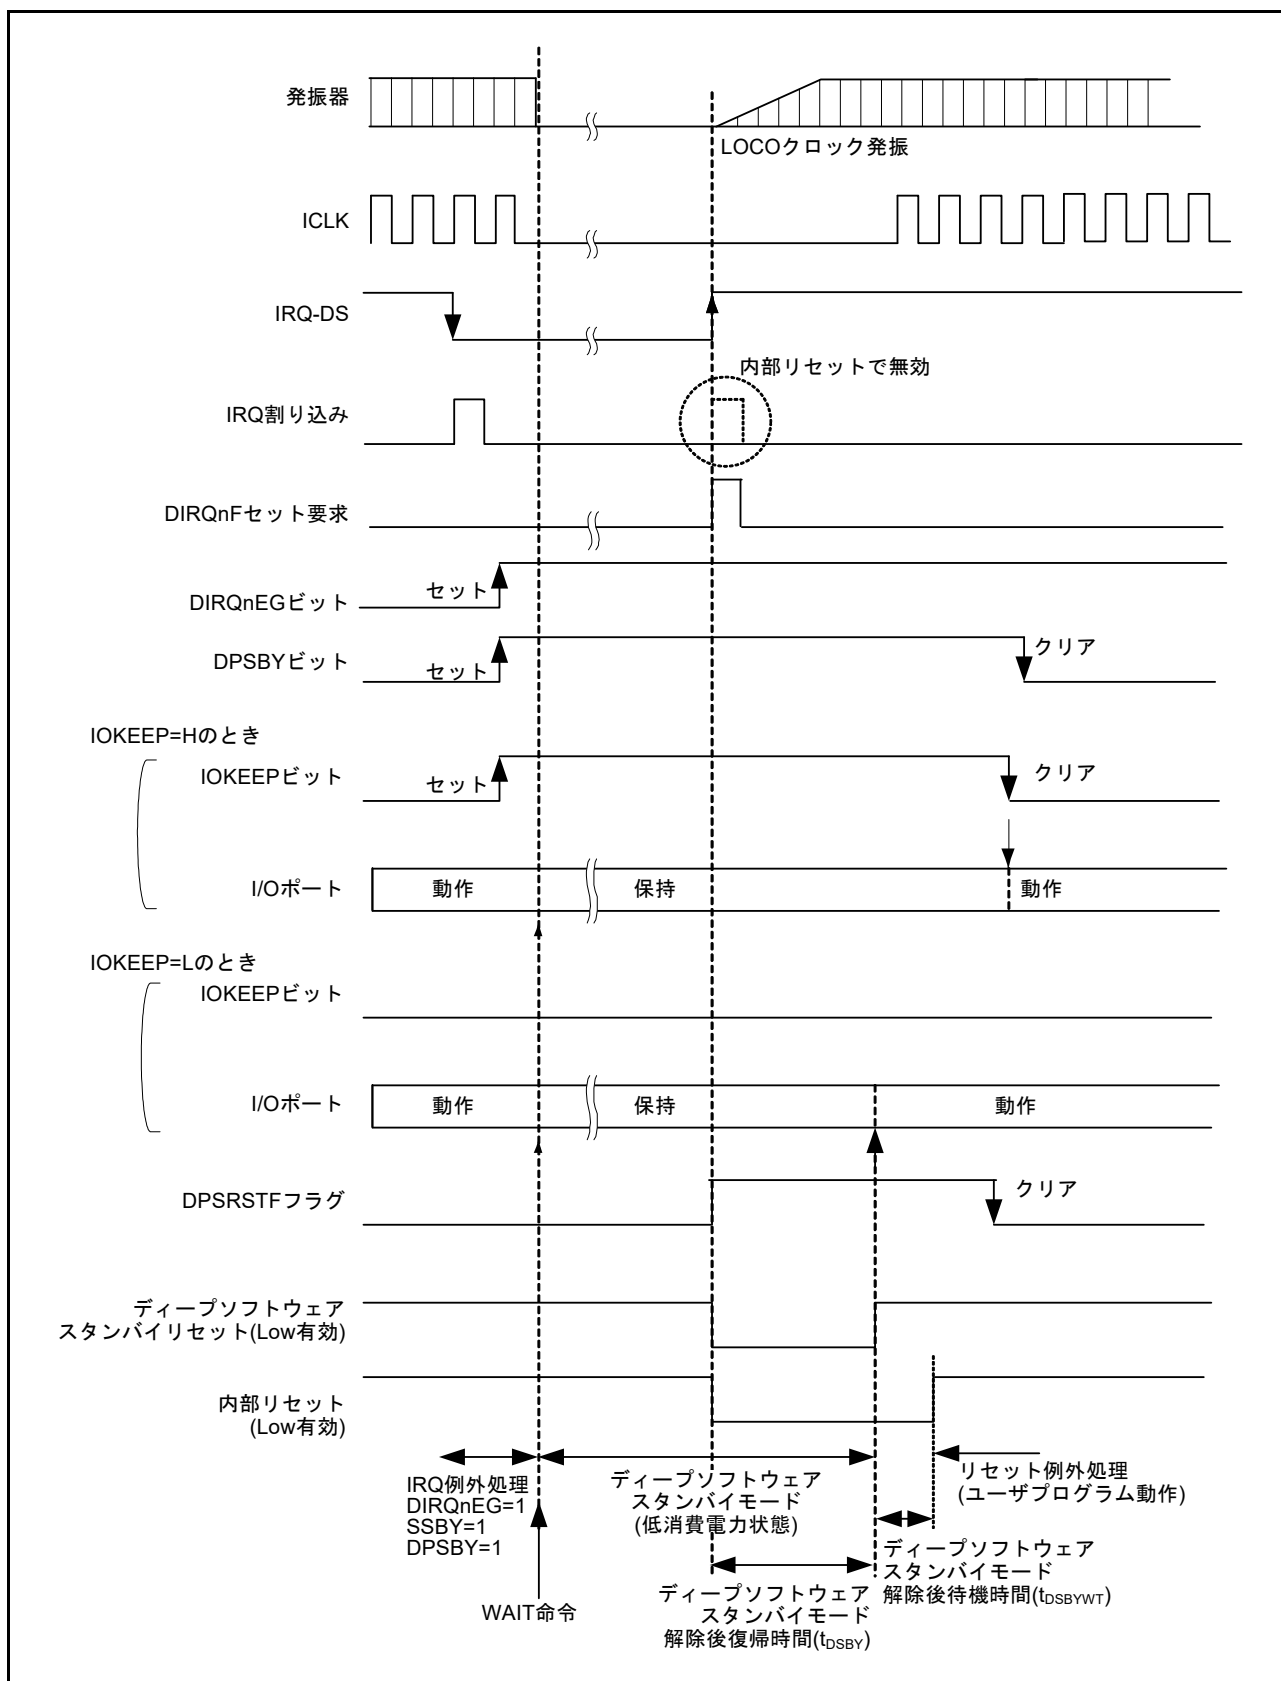 発振器
LOCOクロック発振
ICLK
IRQ-DS
内部リセットで無効
IRQ割り込み
DIRQnFセット要求
DIRQnEGビット
セット
DPSBYビット
セット
クリア
IOKEEP=Hのとき
IOKEEPビット
セット
クリア
I/Oポート
動作
保持
動作
IOKEEP=Lのとき
IOKEEPビット
I/Oポート
動作
保持
動作
DPSRSTFフラグ
クリア
ディープソフトウェア
スタンバイリセット(Low有効)
内部リセット
(Low有効)
IRQ例外処理
DIRQnEG=1
SSBY=1
DPSBY=1
ディープソフトウェア
スタンバイモード
(低消費電力状態)
リセット例外処理
(ユーザプログラム動作)
ディープソフトウェア
スタンバイモード
解除後待機時間(tDSBYWT)
ディープソフトウェア
スタンバイモード
解除後復帰時間(tDSBY)
WAIT命令